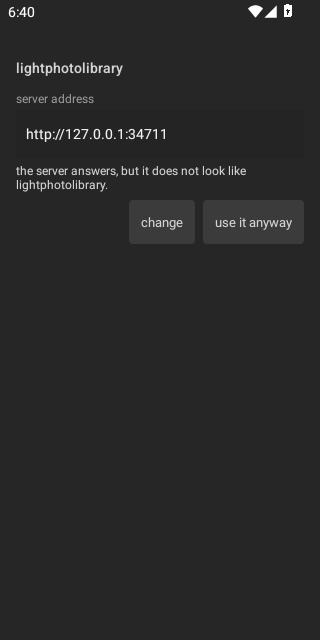 6:40
lightphotolibrary
server address
http://127.0.0.1:34711
the server answers, but it does not look like
lightphotolibrary.
change
use it anyway